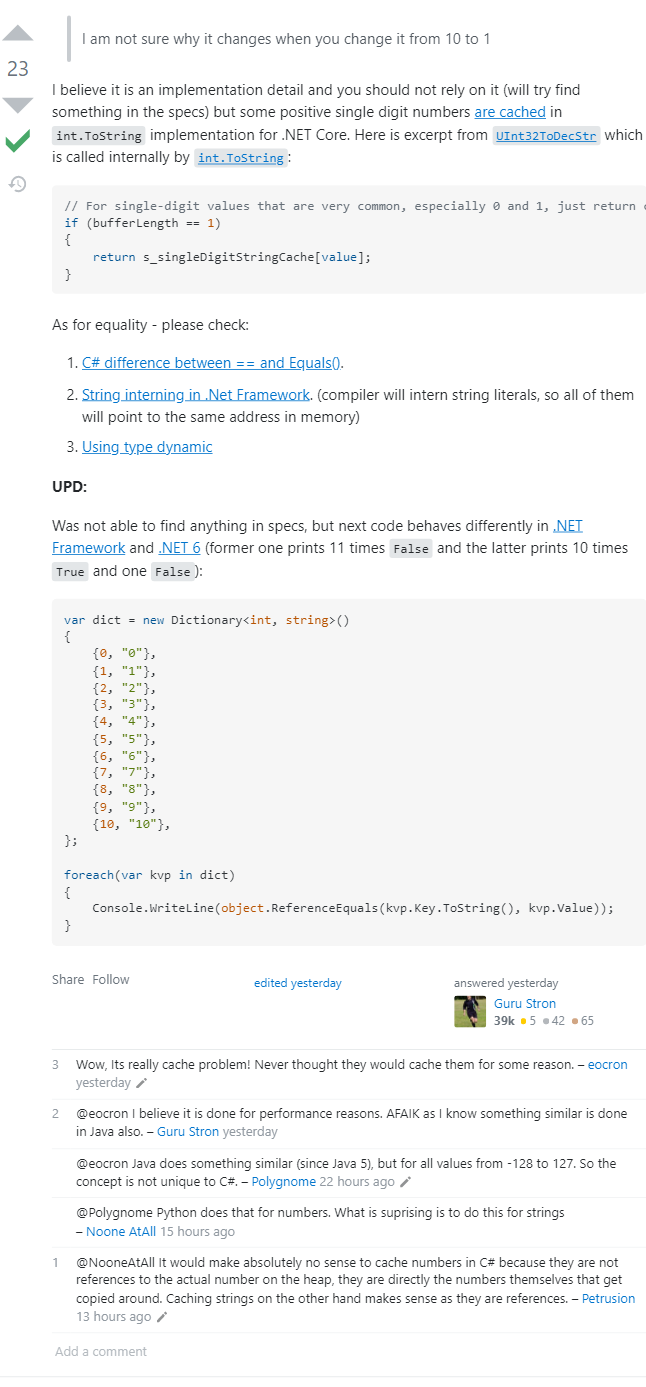 I am not sure why it changes when you change it from 10 to 1
23
I believe it is an implementation detail and you should not rely on it (will try find
something in the specs) but some positive single digit numbers are cached in
int.ToString implementation for .NET Core. Here is excerpt from UInt32ToDecStr which
is called internally by int.ToString:
// For single-digit values that are very common, especially 0 and 1, just return
if (bufferLength == 1)
{
    return s_singleDigitStringCache[value];
}
As for equality - please check:
1. C# difference between == and Equals().
2. String interning in .Net Framework. (compiler will intern string literals, so all of them
will point to the same address in memory)
3. Using type dynamic
UPD:
Was not able to find anything in specs, but next code behaves differently in .NET
Framework and .NET 6 (former one prints 11 times False and the latter prints 10 times
True and one False):
var dict = new Dictionary<int, string>()
{
    {0, "0"},
    {1, "1"},
    {2, "2"},
    {3, "3"},
    {4, "4"},
    {5, "5"},
    {6, "6"},
    {7, "7"},
    {8, "8"},
    {9, "9"},
    {10, "10"},
};
foreach(var kvp in dict)
{
    Console.WriteLine(object.ReferenceEquals(kvp.Key.ToString(), kvp.Value));
}
Share Follow
edited yesterday
answered yesterday
Guru Stron
39k 5 42 65
3 Wow, Its really cache problem! Never thought they would cache them for some reason. – eocron
yesterday
2 @eocron I believe it is done for performance reasons. AFAIK as I know something similar is done
in Java also. – Guru Stron yesterday
@eocron Java does something similar (since Java 5), but for all values from -128 to 127. So the
concept is not unique to C#. – Polygnome 22 hours ago
@Polygnome Python does that for numbers. What is suprising is to do this for strings
– Noone AtAll 15 hours ago
1 @NooneAtAll It would make absolutely no sense to cache numbers in C# because they are not
references to the actual number on the heap, they are directly the numbers themselves that get
copied around. Caching strings on the other hand makes sense as they are references. – Petrusion
13 hours ago
Add a comment